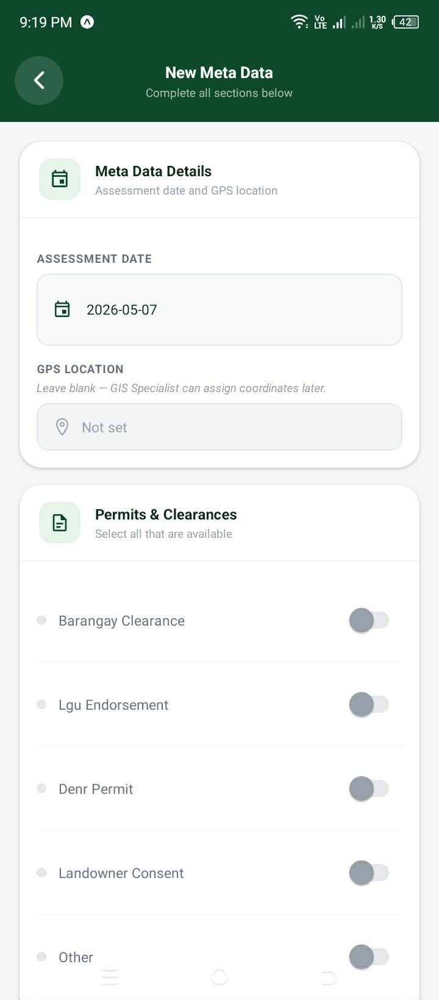 9:19 PM
Vo LTE
1.30 K/S
42
New Meta Data
Complete all sections below
Meta Data Details
Assessment date and GPS location
ASSESSMENT DATE
2026-05-07
GPS LOCATION
Leave blank — GIS Specialist can assign coordinates later.
Not set
Permits & Clearances
Select all that are available
Barangay Clearance
Lgu Endorsement
Denr Permit
Landowner Consent
Other